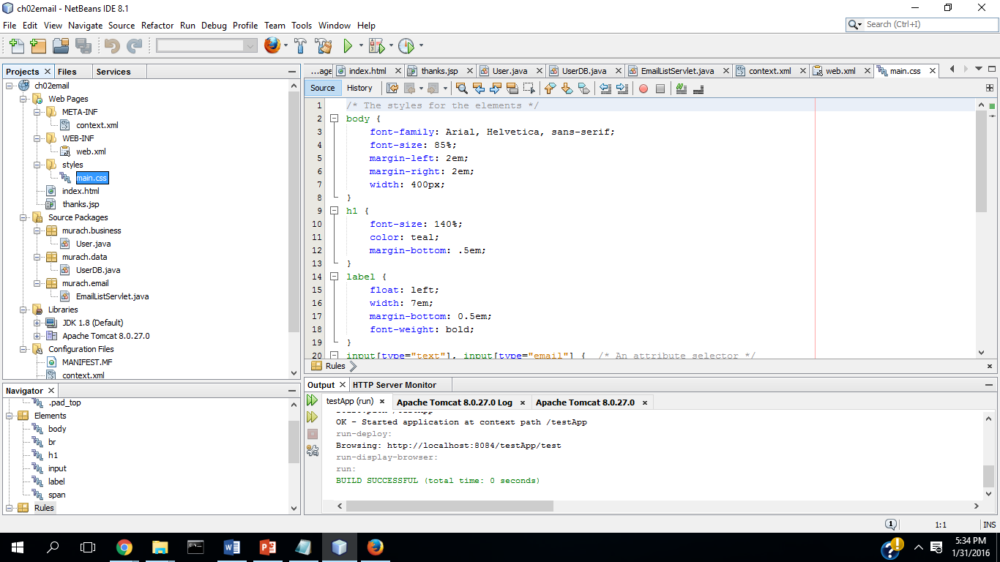 ch02email - NetBeans IDE 8.1
File Edit View Navigate Source Refactor Run Debug Profile Team Tools Window Help
Search (Ctrl+I)
Projects Files Services
ch02email
Web Pages
META-INF
context.xml
WEB-INF
web.xml
styles
main.css
index.html
thanks.jsp
Source Packages
murach.business
User.java
murach.data
UserDB.java
murach.email
EmailListServlet.java
Libraries
JDK 1.8 (Default)
Apache Tomcat 8.0.27.0
Configuration Files
MANIFEST.MF
context.xml
Navigator
.pad_top
Elements
body
br
h1
input
label
span
Rules
...age index.html thanks.jsp User.java UserDB.java EmailListServlet.java context.xml web.xml main.css
Source History
1 /* The styles for the elements */
2 body {
3 font-family: Arial, Helvetica, sans-serif;
4 font-size: 85%;
5 margin-left: 2em;
6 margin-right: 2em;
7 width: 400px;
8 }
9 h1 {
10 font-size: 140%;
11 color: teal;
12 margin-bottom: .5em;
13 }
14 label {
15 float: left;
16 width: 7em;
17 margin-bottom: 0.5em;
18 font-weight: bold;
19 }
20 input[type="text"], input[type="email"] { /* An attribute selector */
Rules
Output HTTP Server Monitor
testApp (run) Apache Tomcat 8.0.27.0 Log Apache Tomcat 8.0.27.0
OK - Started application at context path /testApp
run-deploy:
Browsing: http://localhost:8084/testApp/test
run-display-browser:
run:
BUILD SUCCESSFUL (total time: 0 seconds)
1 1:1 INS
5:34 PM
1/31/2016